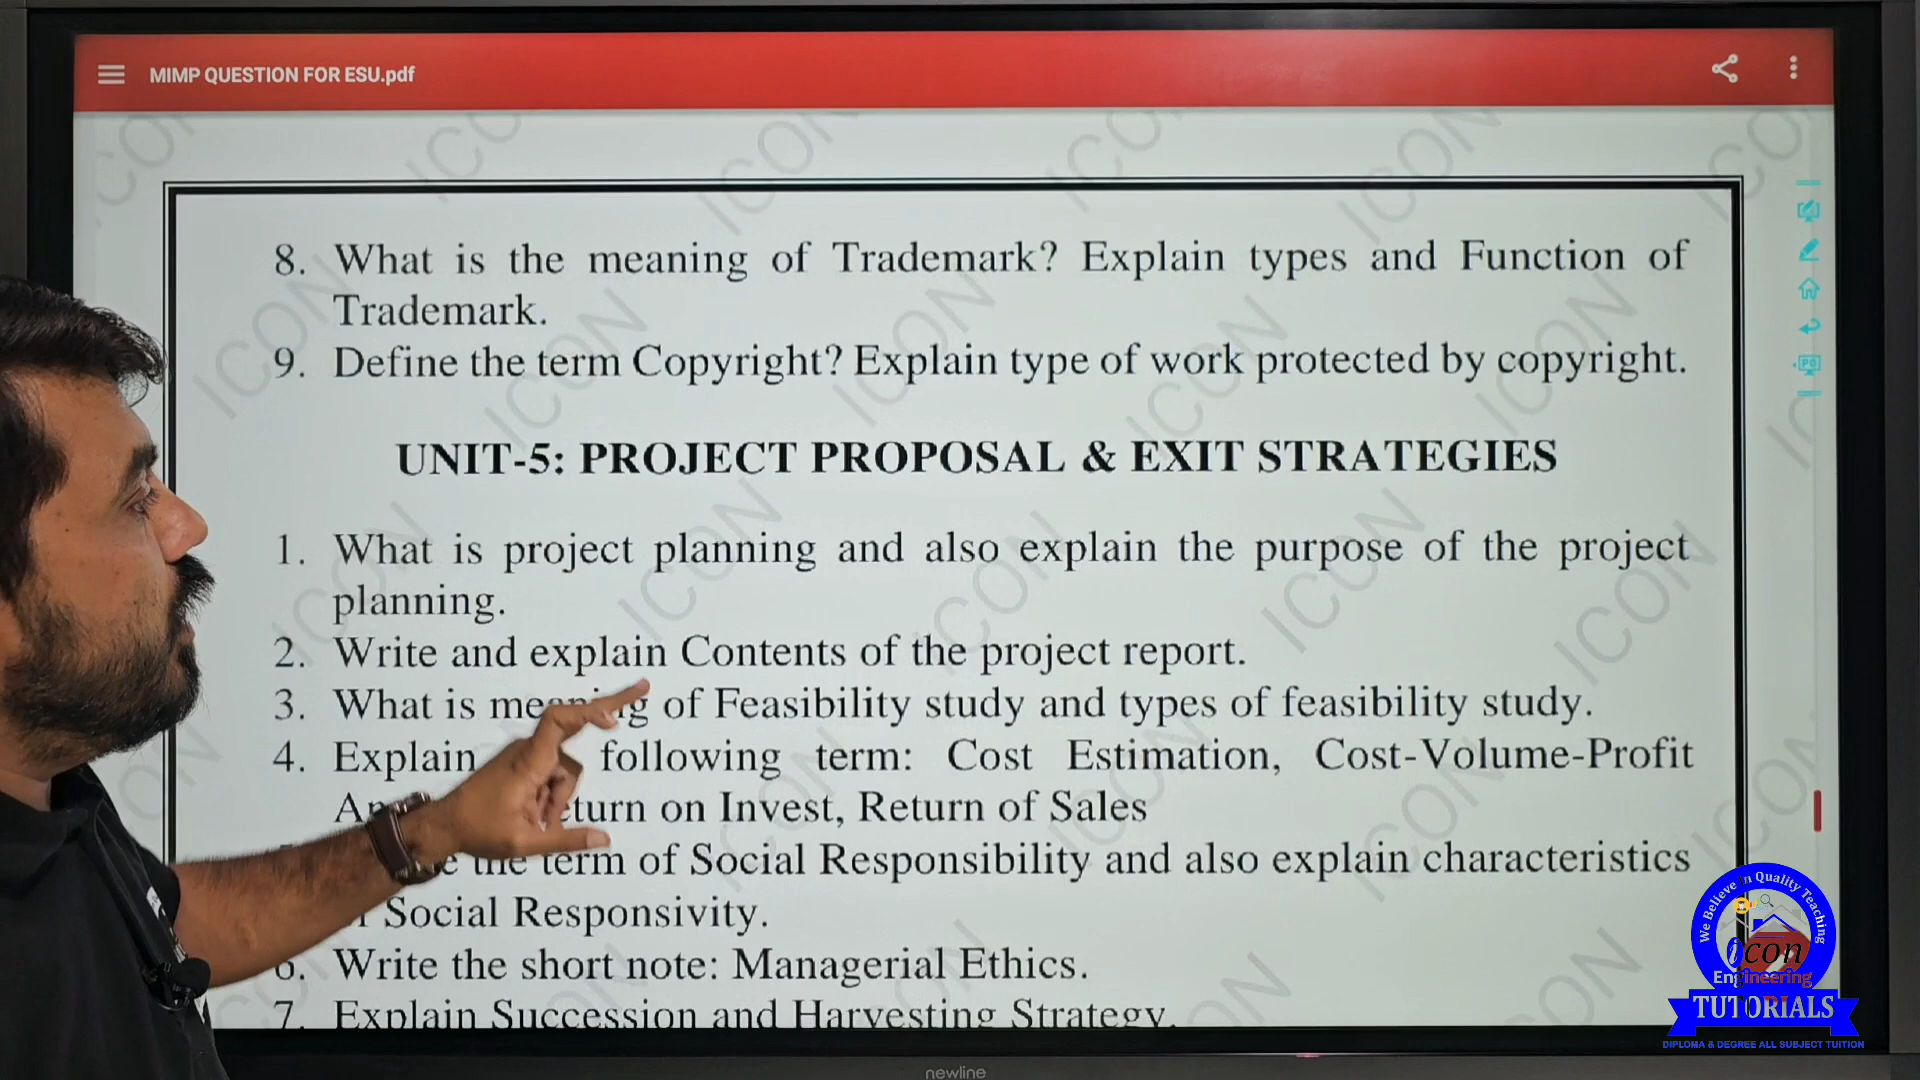 MIMP QUESTION FOR ESU.pdf
8. What is the meaning of Trademark? Explain types and Function of
Trademark.
9. Define the term Copyright? Explain type of work protected by copyright.
UNIT-5: PROJECT PROPOSAL & EXIT STRATEGIES
1. What is project planning and also explain the purpose of the project
planning.
2. Write and explain Contents of the project report.
3. What is meaning of Feasibility study and types of feasibility study.
4. Explain following term: Cost Estimation, Cost-Volume-Profit
on Invest, Return of Sales
the term of Social Responsibility and also explain characteristics
Social Responsivity.
6. Write the short note: Managerial Ethics.
7. Explain Succession and Harvesting Strategy.
We Believe in Quality Teaching
icon
Engineering
TUTORIALS
DIPLOMA & DEGREE ALL SUBJECT TUITION
newline
ICON